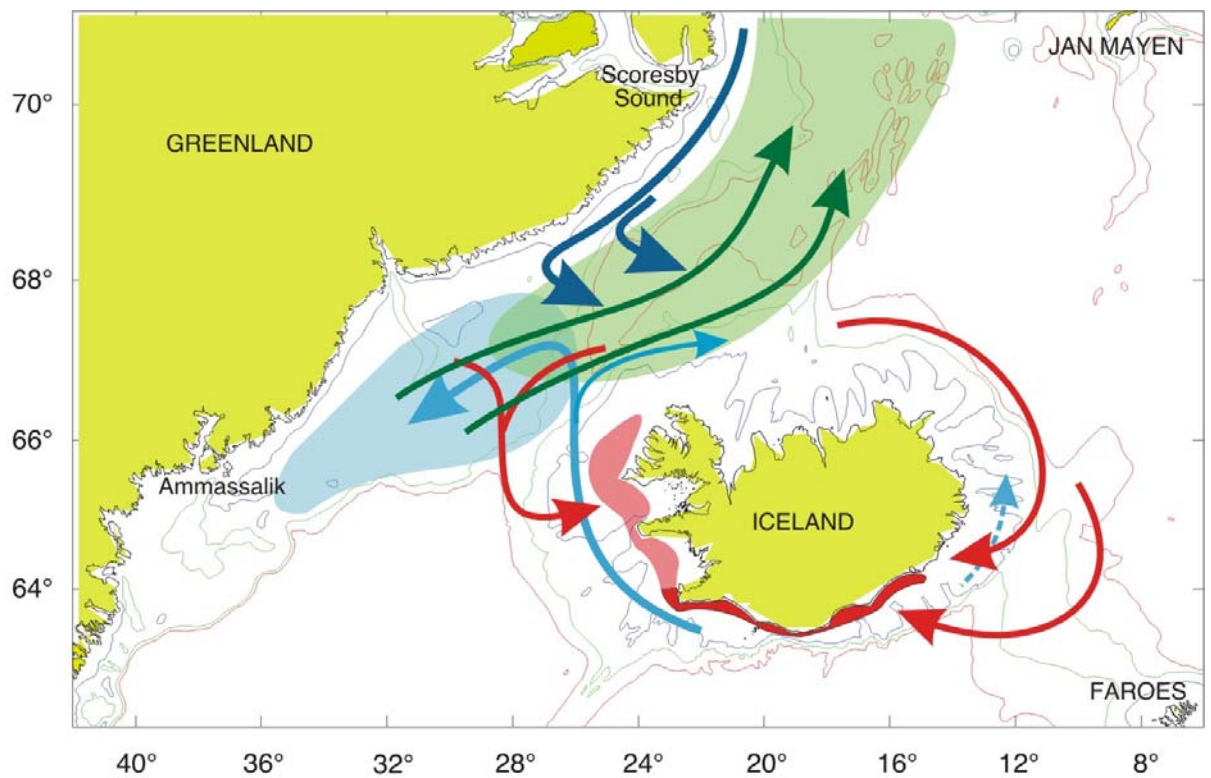 JAN MAYEN
Scoresby
Sound
70°
GREENLAND
68°
66°
Ammassalik
ICELAND
64°
FAROES
40°
36°
32°
28°
24°
20°
16°
12°
8°